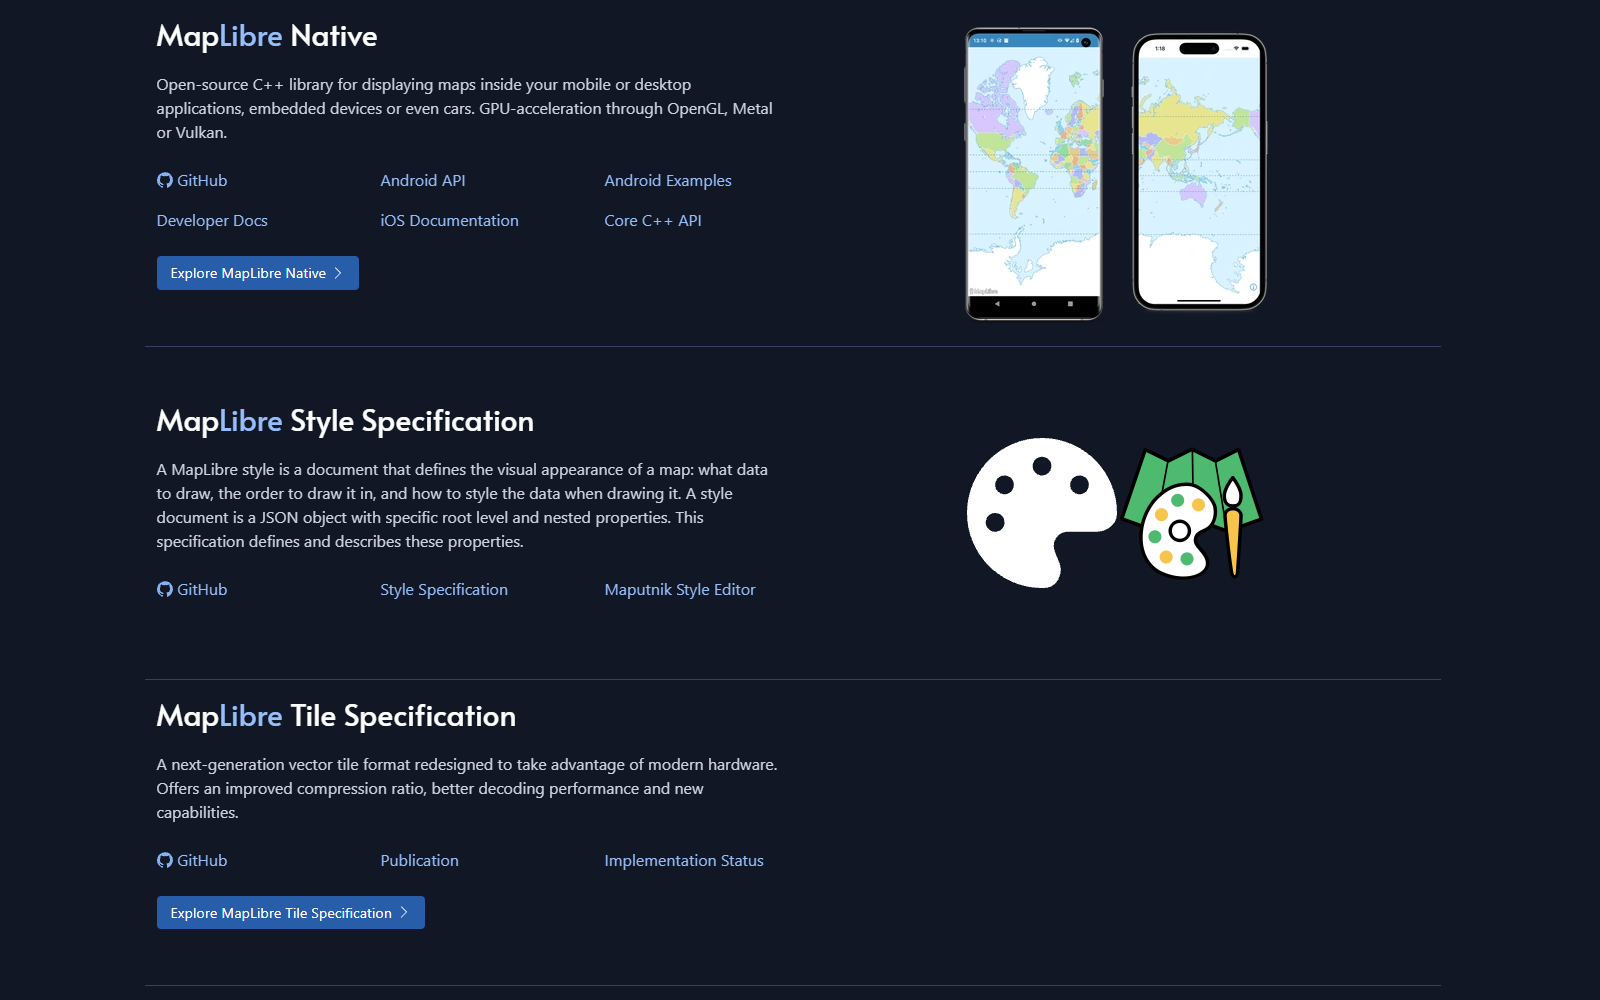 MapLibre Native
Open-source C++ library for displaying maps inside your mobile or desktop
applications, embedded devices or even cars. GPU-acceleration through OpenGL, Metal
or Vulkan.
GitHub
Android API
Android Examples
Developer Docs
iOS Documentation
Core C++ API
Explore MapLibre Native
13:10
MapLibre
1:18
MapLibre Style Specification
A MapLibre style is a document that defines the visual appearance of a map: what data
to draw, the order to draw it in, and how to style the data when drawing it. A style
document is a JSON object with specific root level and nested properties. This
specification defines and describes these properties.
GitHub
Style Specification
Maputnik Style Editor
MapLibre Tile Specification
A next-generation vector tile format redesigned to take advantage of modern hardware.
Offers an improved compression ratio, better decoding performance and new
capabilities.
GitHub
Publication
Implementation Status
Explore MapLibre Tile Specification